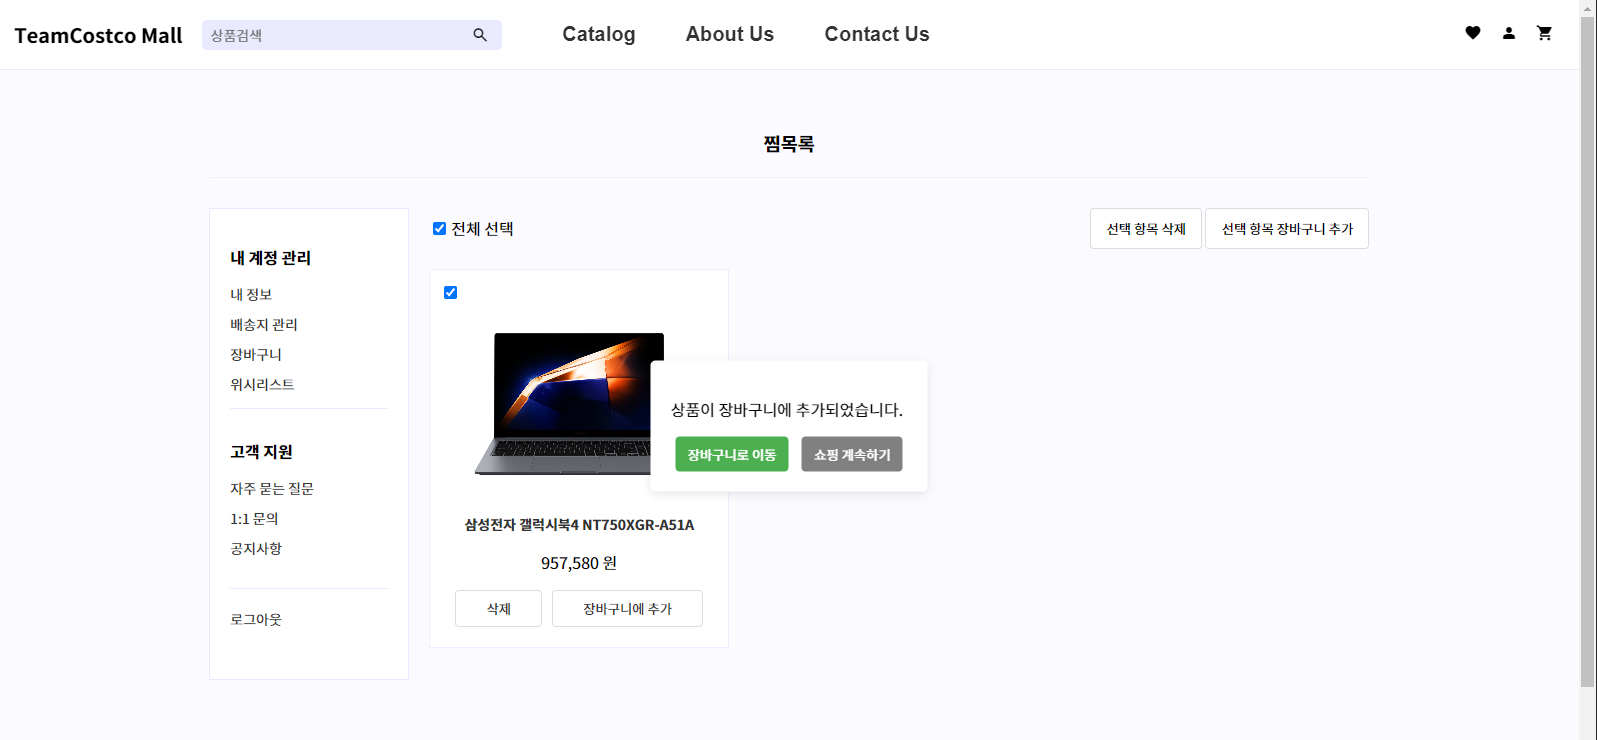 TeamCostco Mall
상품검색
Catalog
About Us
Contact Us
찜목록
내 계정 관리
내 정보
배송지 관리
장바구니
위시리스트
고객 지원
자주 묻는 질문
1:1 문의
공지사항
로그아웃
전체 선택
선택 항목 삭제
선택 항목 장바구니 추가
상품이 장바구니에 추가되었습니다.
장바구니로 이동
쇼핑 계속하기
삼성전자 갤럭시북4 NT750XGR-A51A
957,580 원
삭제
장바구니에 추가